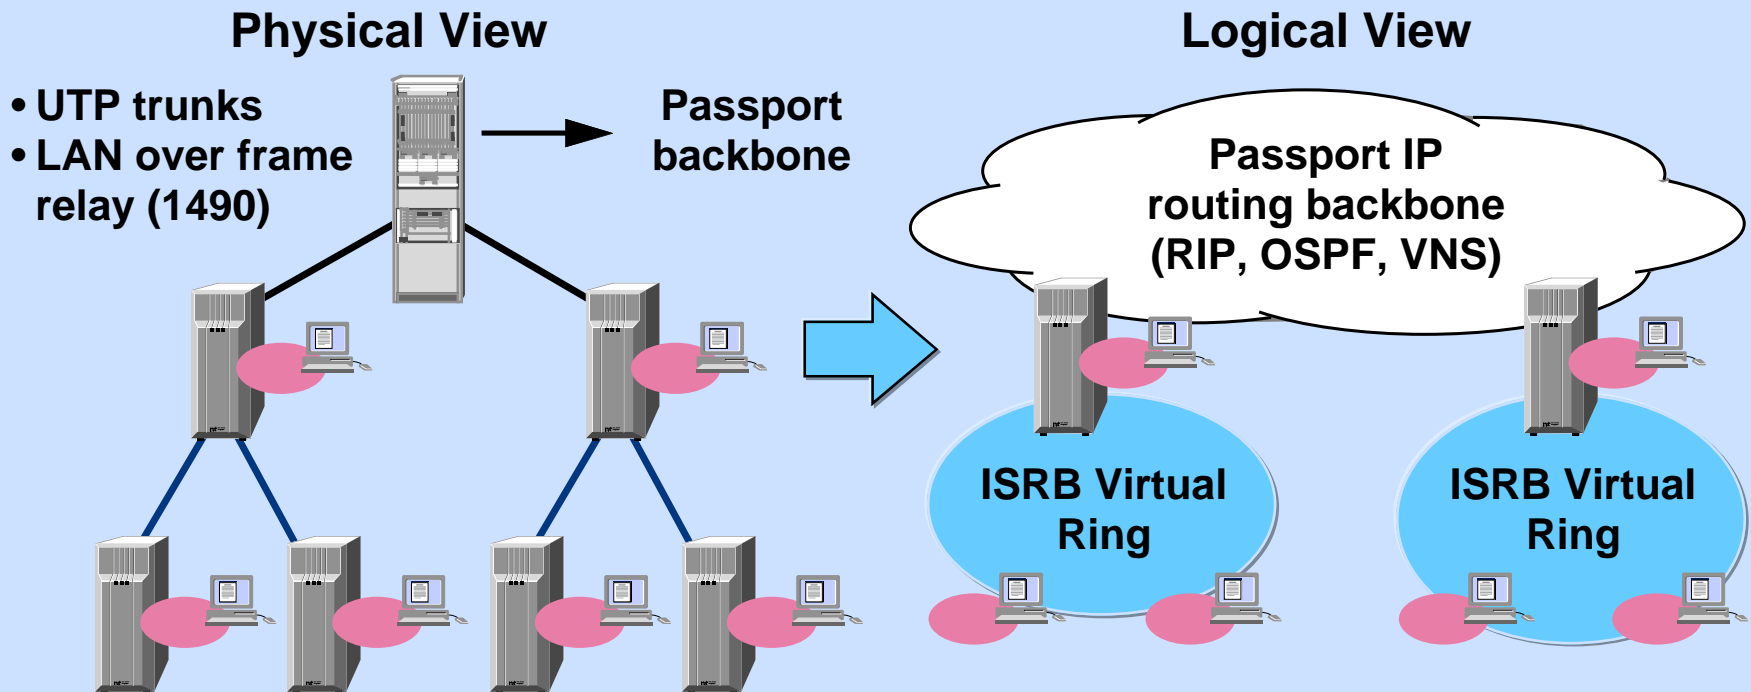 Physical View
• UTP trunks
• LAN over frame
relay (1490)
Passport
backbone
Logical View
Passport IP
routing backbone
(RIP, OSPF, VNS)
ISRB Virtual
Ring
ISRB Virtual
Ring